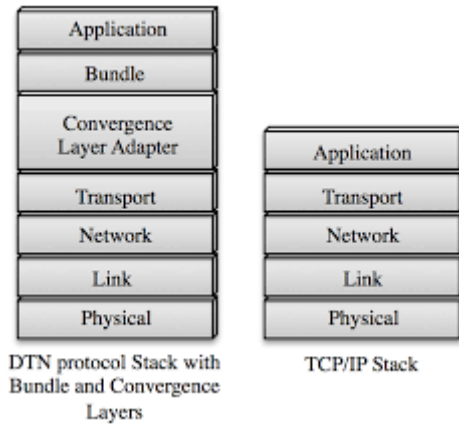 Application
Bundle
Convergence
Layer Adapter
Transport
Network
Link
Physical
DTN protocol Stack with
Bundle and Convergence
Layers
Application
Transport
Network
Link
Physical
TCP/IP Stack